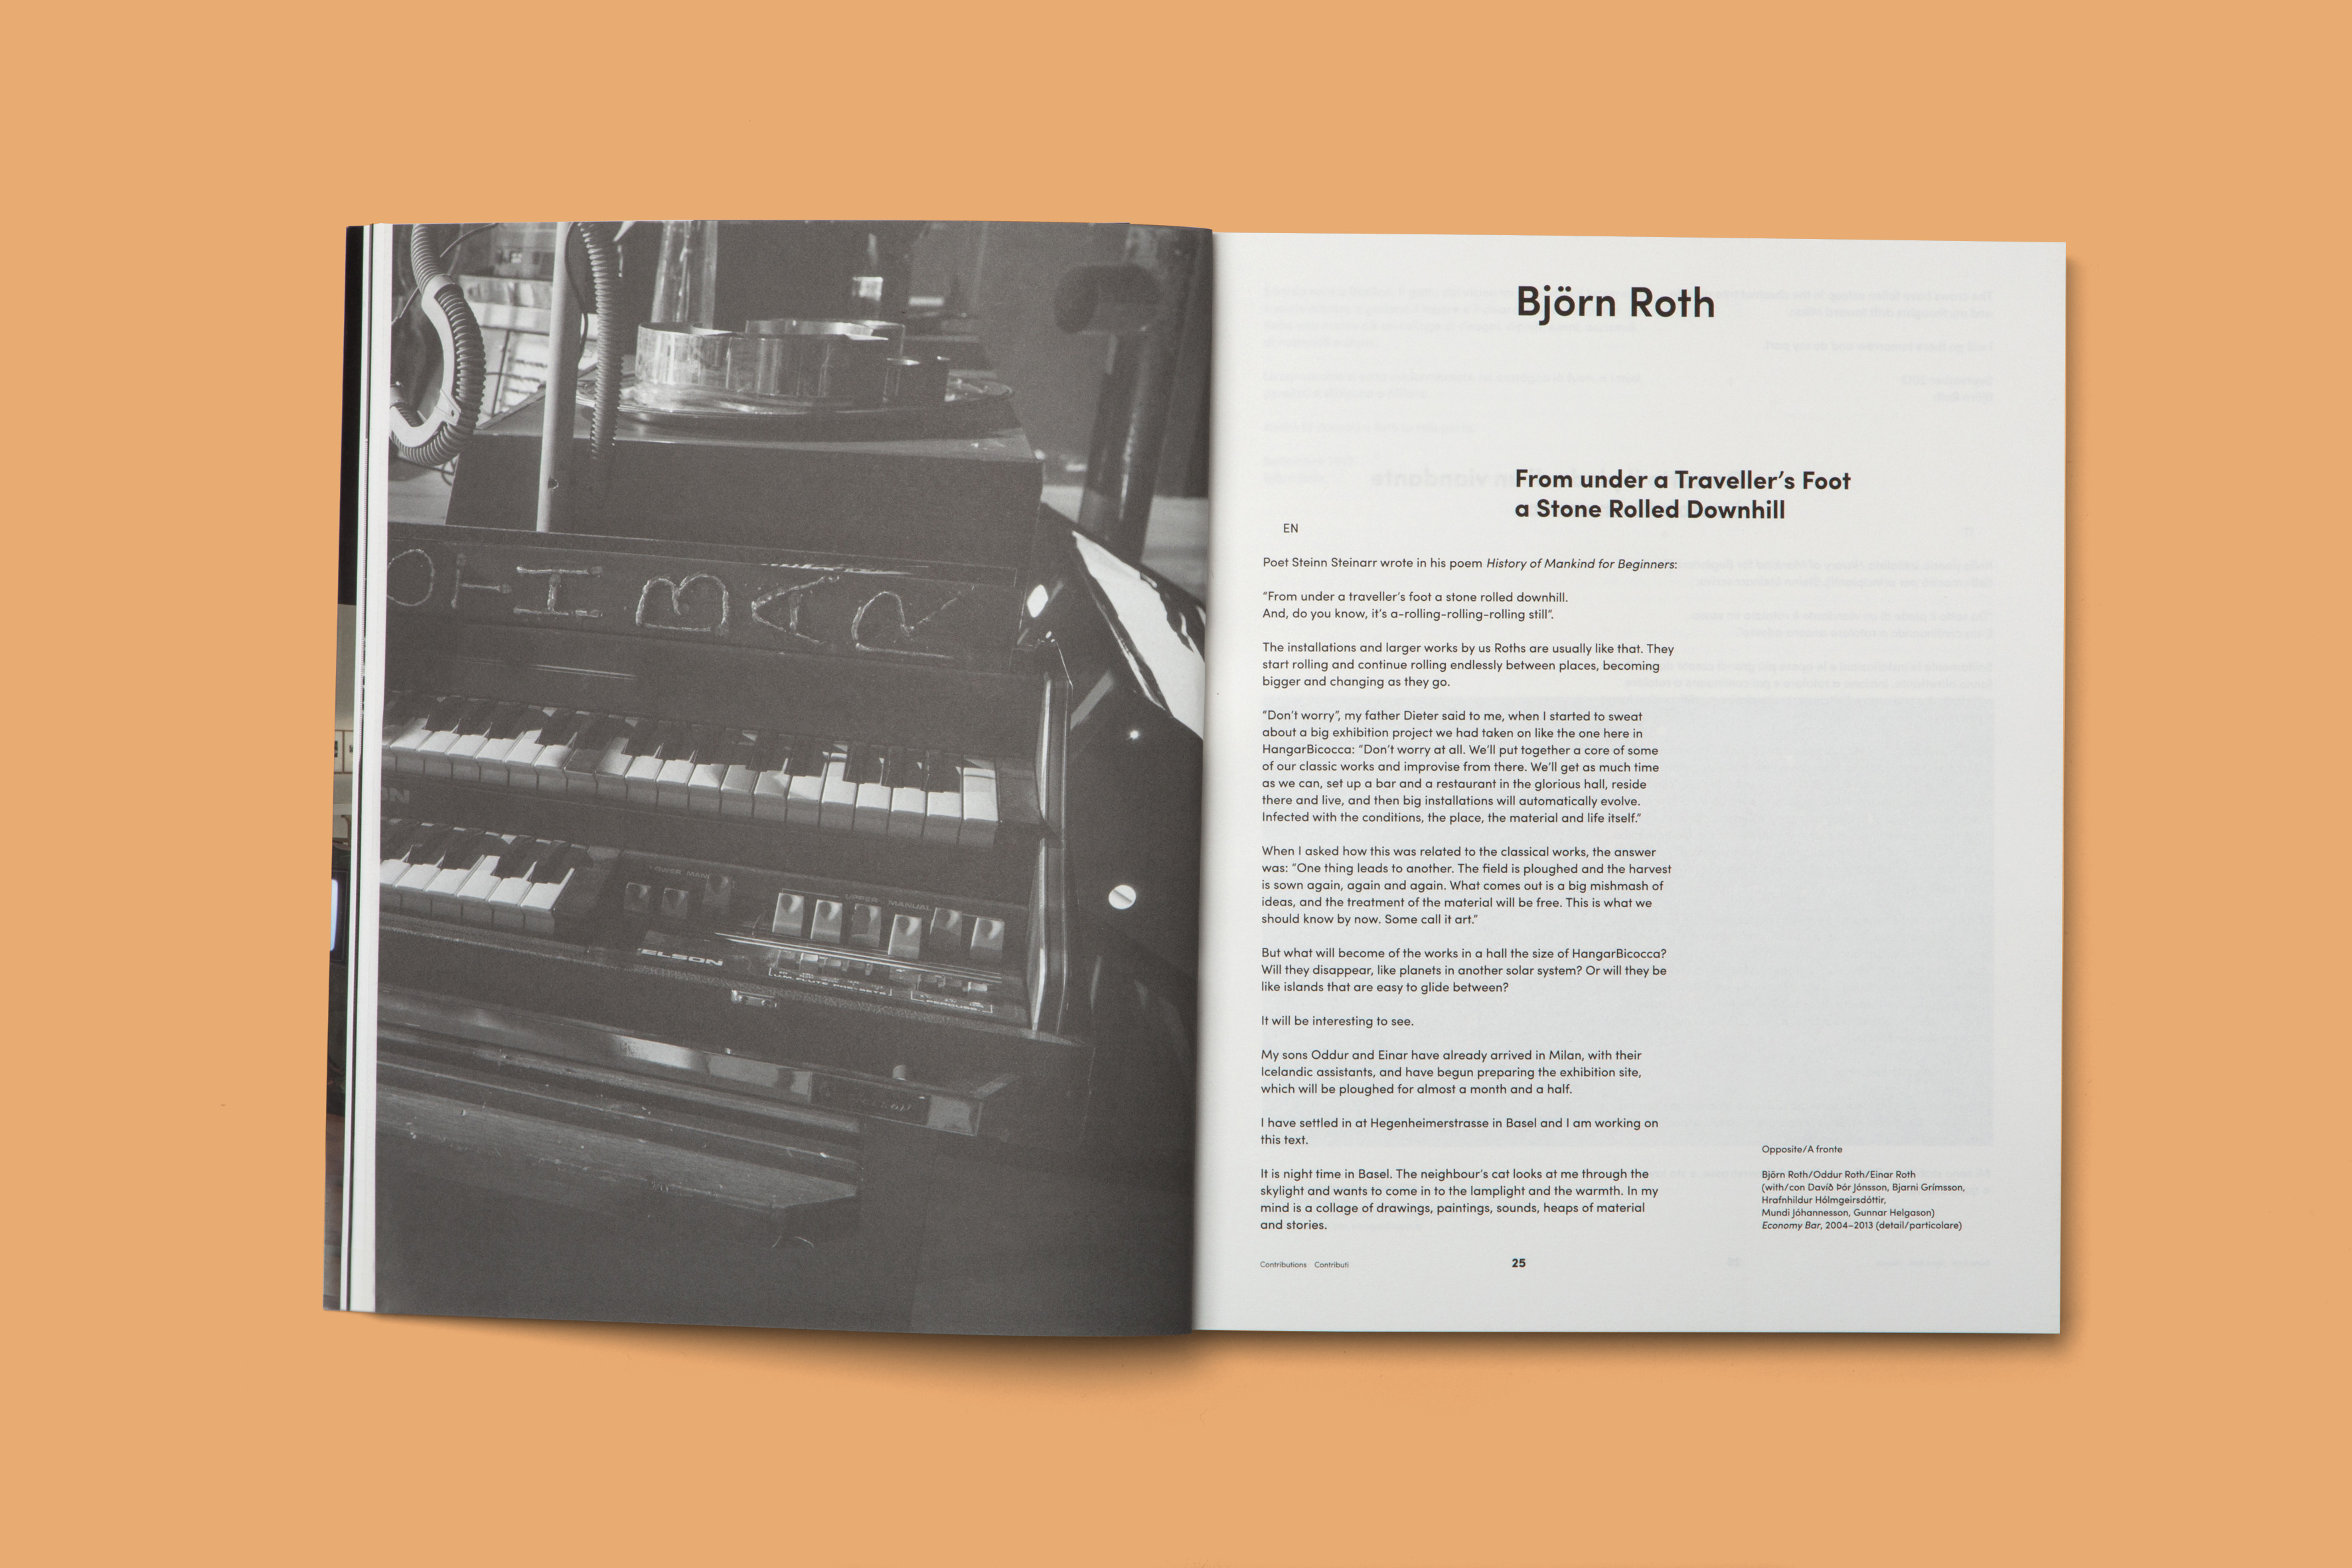 OHI BAR
LOWER MANUAL
UPPER MANUAL
ELSON
Björn Roth
From under a Traveller’s Foot
a Stone Rolled Downhill
EN
Poet Steinn Steinarr wrote in his poem History of Mankind for Beginners:
“From under a traveller’s foot a stone rolled downhill.
And, do you know, it’s a-rolling-rolling-rolling still”.
The installations and larger works by us Roths are usually like that. They
start rolling and continue rolling endlessly between places, becoming
bigger and changing as they go.
“Don’t worry”, my father Dieter said to me, when I started to sweat
about a big exhibition project we had taken on like the one here in
HangarBicocca: “Don’t worry at all. We’ll put together a core of some
of our classic works and improvise from there. We’ll get as much time
as we can, set up a bar and a restaurant in the glorious hall, reside
there and live, and then big installations will automatically evolve.
Infected with the conditions, the place, the material and life itself.”
When I asked how this was related to the classical works, the answer
was: “One thing leads to another. The field is ploughed and the harvest
is sown again, again and again. What comes out is a big mishmash of
ideas, and the treatment of the material will be free. This is what we
should know by now. Some call it art.”
But what will become of the works in a hall the size of HangarBicocca?
Will they disappear, like planets in another solar system? Or will they be
like islands that are easy to glide between?
It will be interesting to see.
My sons Oddur and Einar have already arrived in Milan, with their
Icelandic assistants, and have begun preparing the exhibition site,
which will be ploughed for almost a month and a half.
I have settled in at Hegenheimerstrasse in Basel and I am working on
this text.
It is night time in Basel. The neighbour’s cat looks at me through the
skylight and wants to come in to the lamplight and the warmth. In my
mind is a collage of drawings, paintings, sounds, heaps of material
and stories.
Opposite/A fronte
Björn Roth/Oddur Roth/Einar Roth
(with/con Davíð Þór Jónsson, Bjarni Grímsson,
Hrafnhildur Hólmgeirsdóttir,
Mundi Jóhannesson, Gunnar Helgason)
Economy Bar, 2004–2013 (detail/particolare)
Contributions Contributi
25